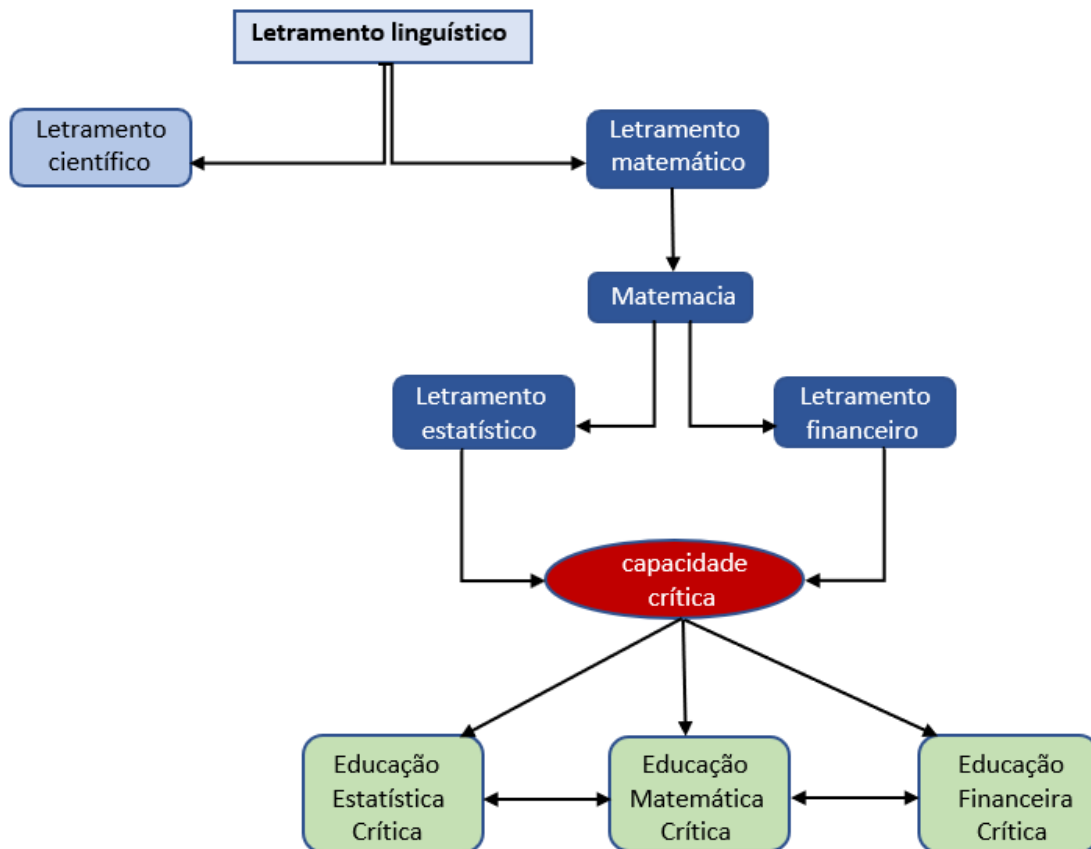 Letramento linguístico
Letramento
científico
Letramento
matemático
Matemacia
Letramento
estatístico
Letramento
financeiro
capacidade
crítica
Educação
Estatística
Crítica
Educação
Matemática
Crítica
Educação
Financeira
Crítica